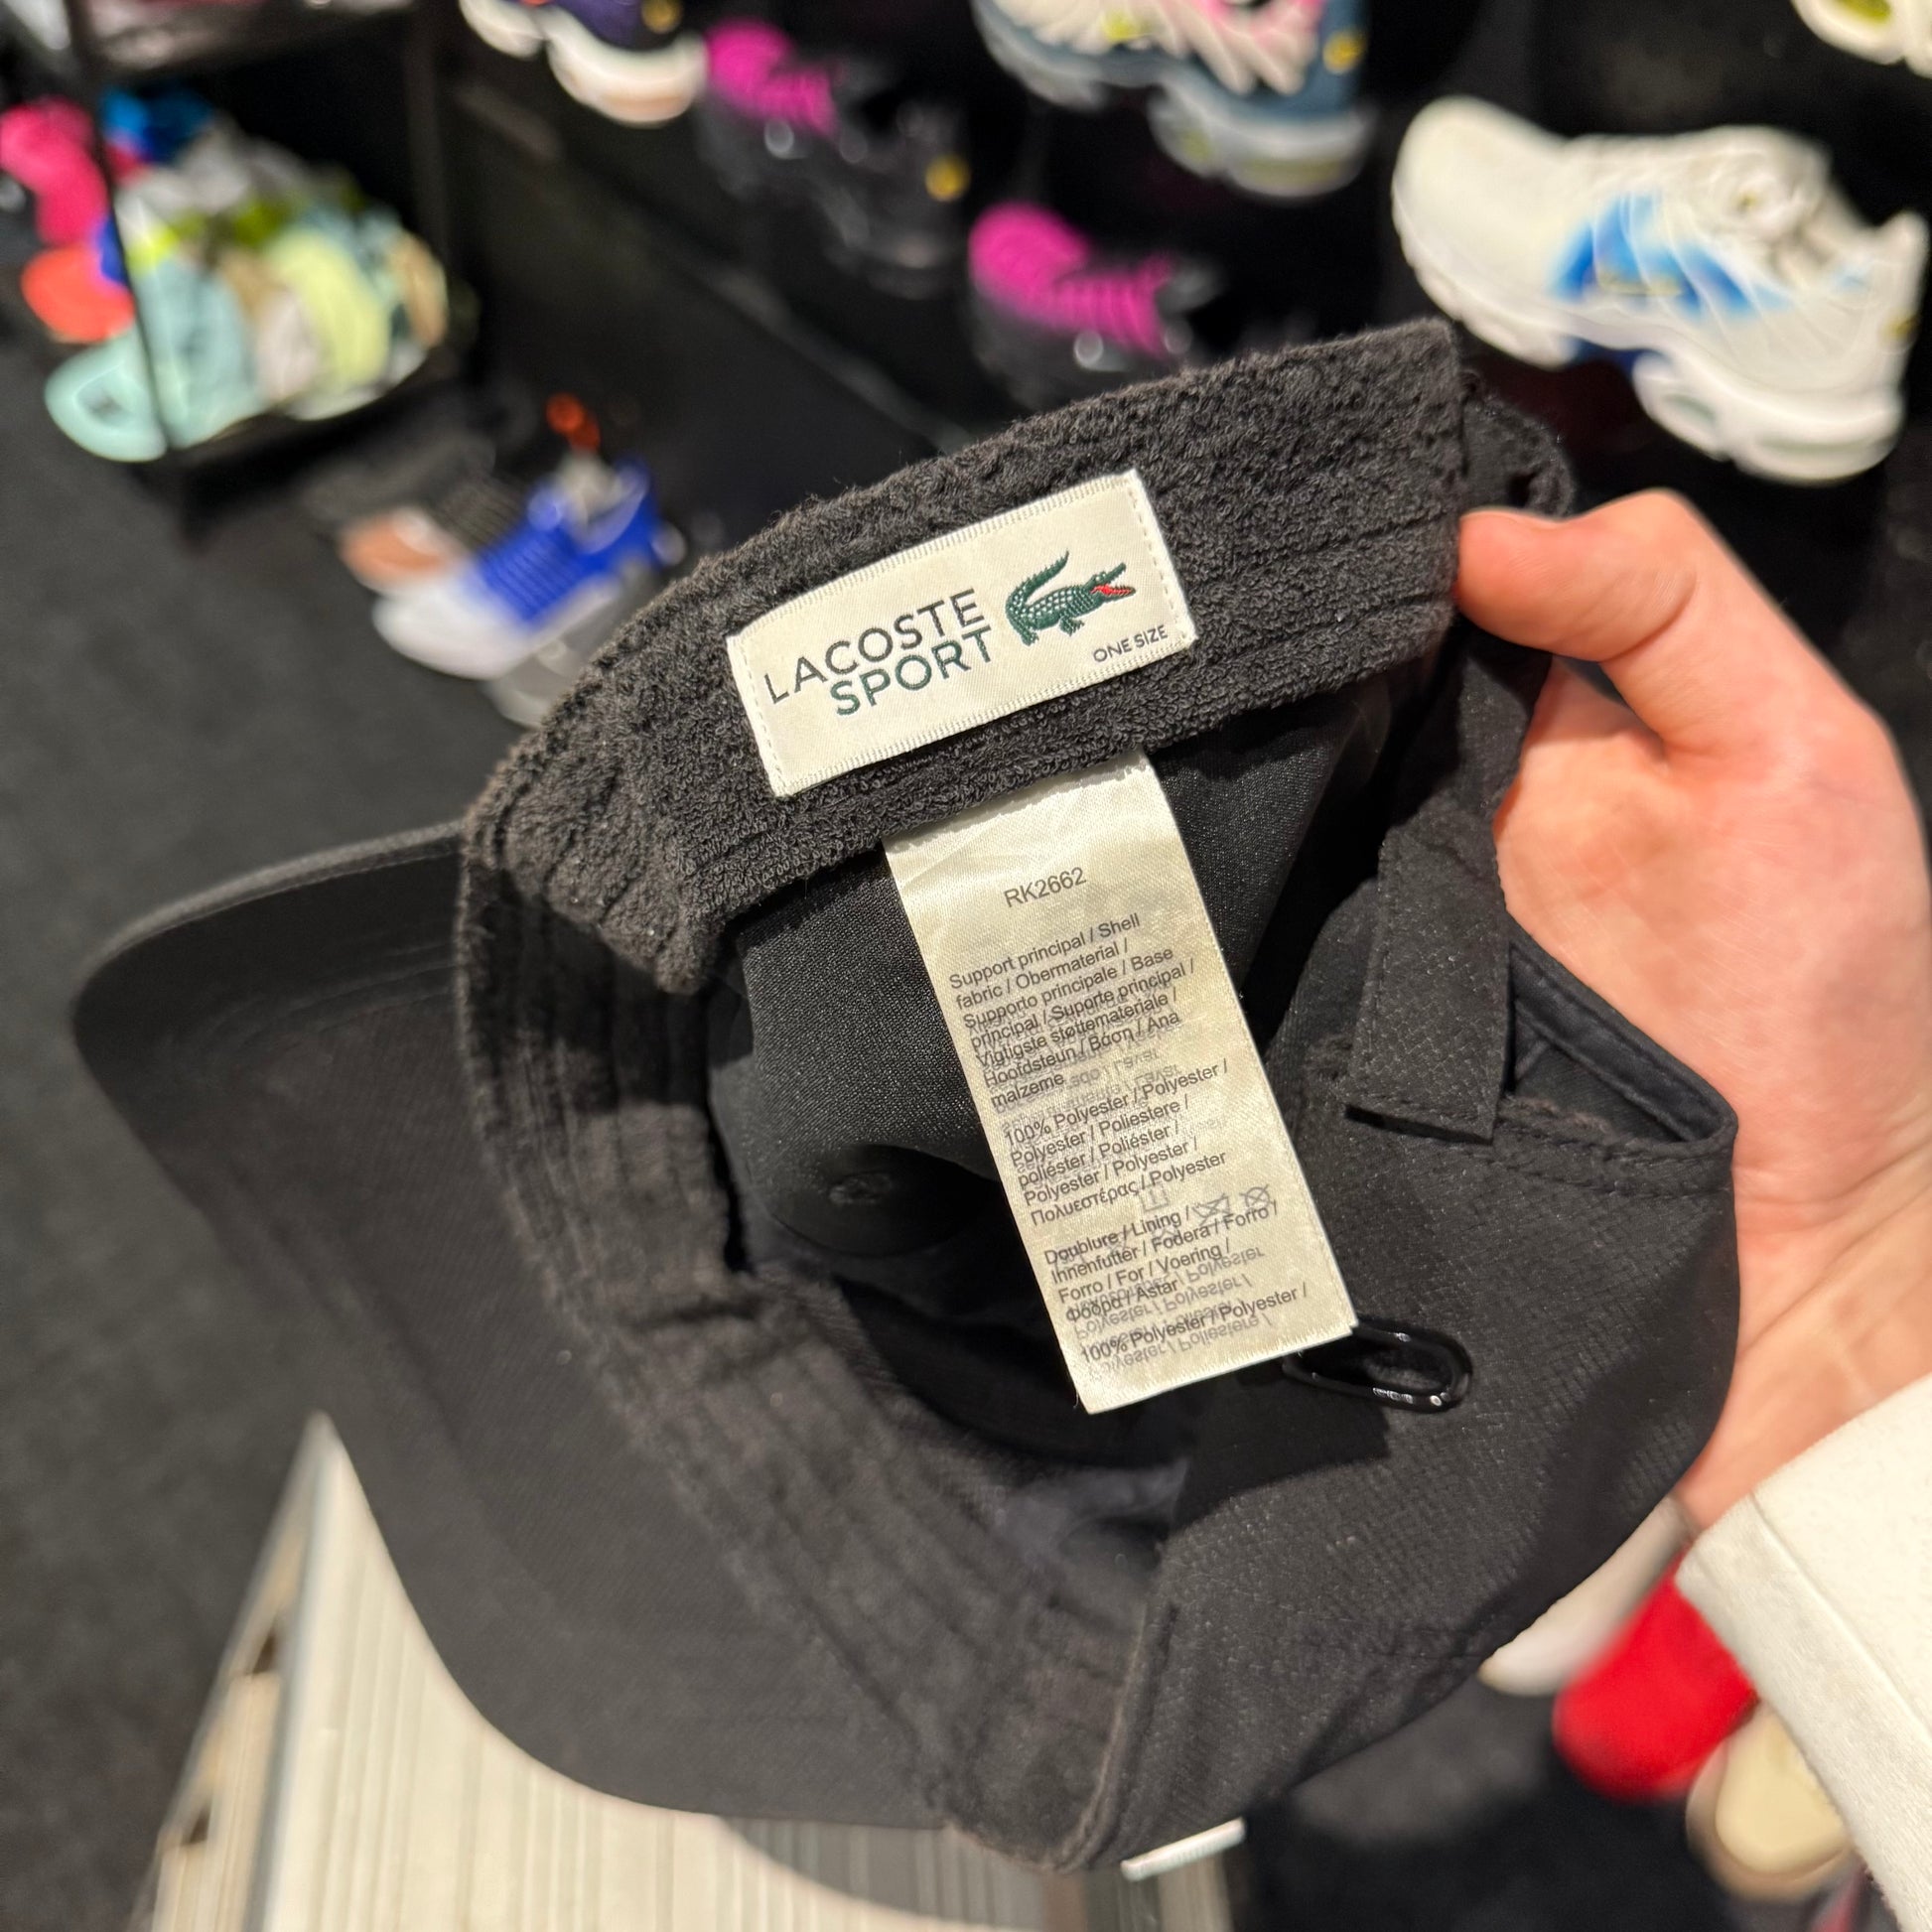 LACOSTE
SPORT
ONE SIZE
RK2662
Support principal / Shell
fabric / Obermaterial /
Supporto principale / Base
principal / Suporte principal /
Vigtigste støttemateriale /
Hoofdsteun / Βάση / Ana
malzeme
100% Polyester / Polyester /
Polyester / Poliestere /
poliéster / Poliéster /
Polyester / Polyester /
Πολυεστέρας / Polyester
Doublure / Lining /
Innenfutter / Fodera / Forro /
Forro / For / Voering /
Φόδρα / Astar
100% Polyester / Polyester /